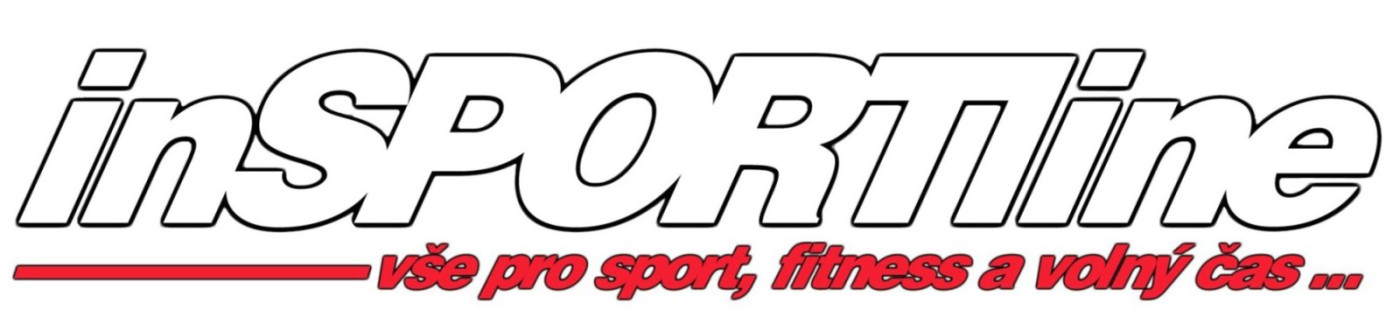 inSPORTline
vše pro sport, fitness a volný čas ...